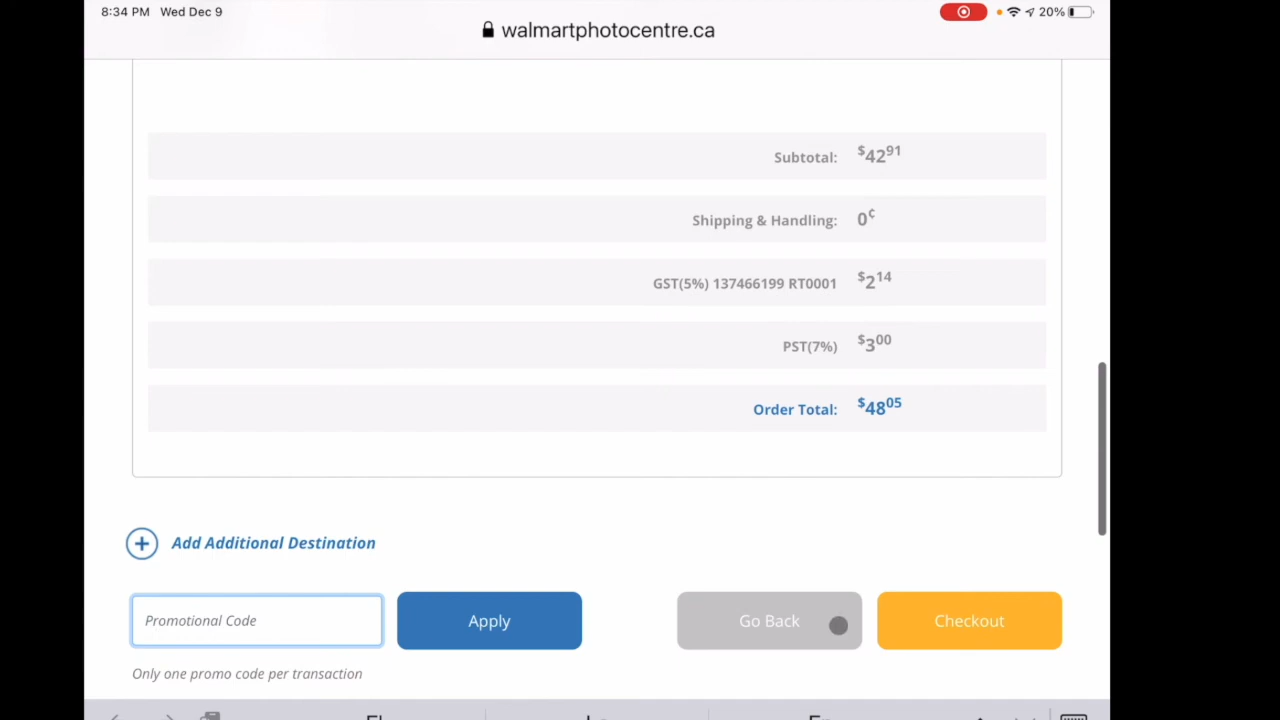 8:34 PM Wed Dec 9
20%
walmartphotocentre.ca
Subtotal: $42 91
Shipping & Handling: 0¢
GST(5%) 137466199 RT0001 $2 14
PST(7%) $3 00
Order Total: $48 05
+ Add Additional Destination
Promotional Code
Apply
Go Back
Checkout
Only one promo code per transaction